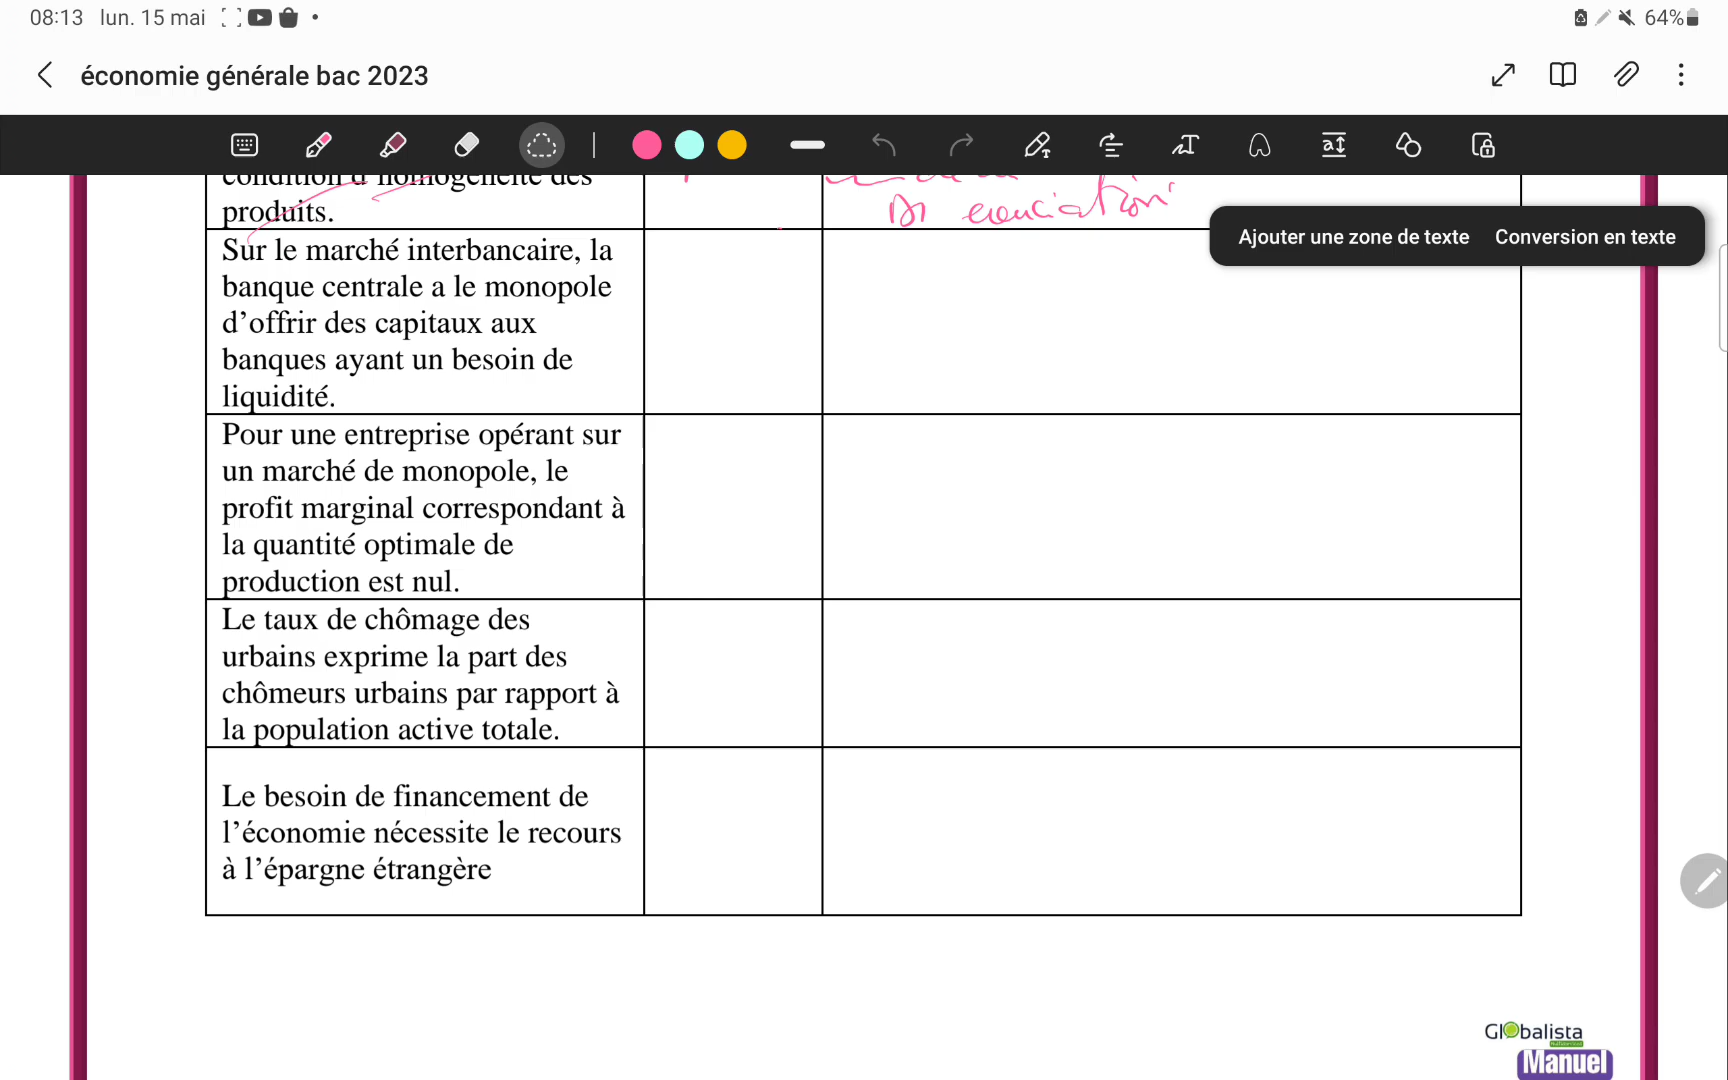 08:13 lun. 15 mai
64%
économie générale bac 2023
condition d'homogénéité des
produits.
Ajouter une zone de texte Conversion en texte
Sur le marché interbancaire, la
banque centrale a le monopole
d’offrir des capitaux aux
banques ayant un besoin de
liquidité.
Pour une entreprise opérant sur
un marché de monopole, le
profit marginal correspondant à
la quantité optimale de
production est nul.
Le taux de chômage des
urbains exprime la part des
chômeurs urbains par rapport à
la population active totale.
Le besoin de financement de
l’économie nécessite le recours
à l’épargne étrangère
Globalista
Manuel